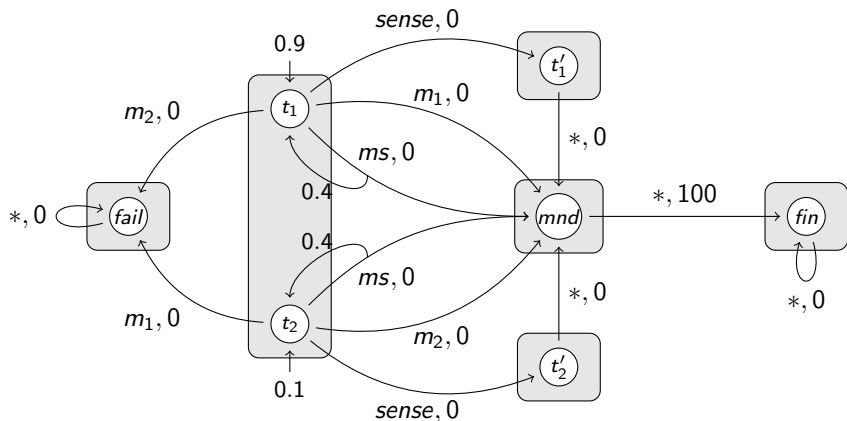 sense, 0
0.9
t₁
t′₁
m₂, 0
m₁, 0
ms, 0
∗, 0
0.4
∗, 100
∗, 0
fail
mnd
fin
0.4
ms, 0
∗, 0
∗, 0
m₁, 0
t₂
m₂, 0
t′₂
0.1
sense, 0